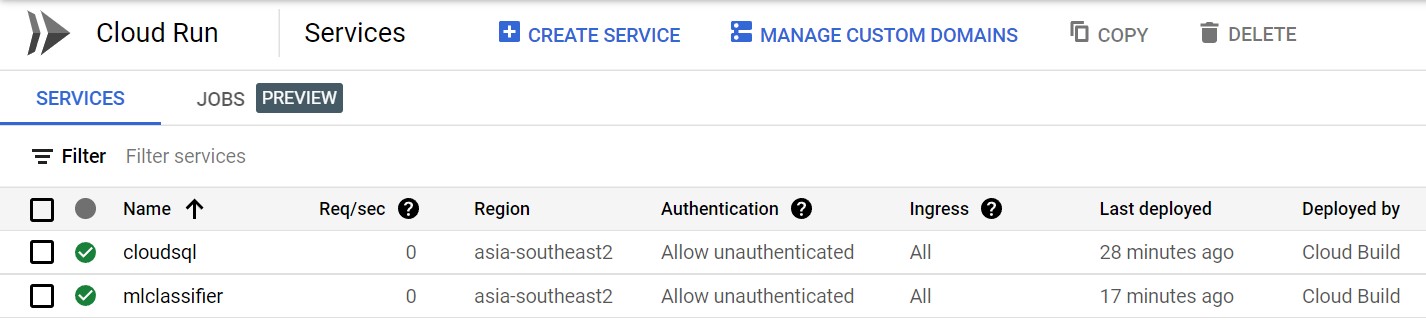 Cloud Run Services CREATE SERVICE MANAGE CUSTOM DOMAINS COPY DELETE
SERVICES JOBS PREVIEW
Filter Filter services
Name Req/sec ? Region Authentication ? Ingress ? Last deployed Deployed by
cloudsql 0 asia-southeast2 Allow unauthenticated All 28 minutes ago Cloud Build
mlclassifier 0 asia-southeast2 Allow unauthenticated All 17 minutes ago Cloud Build